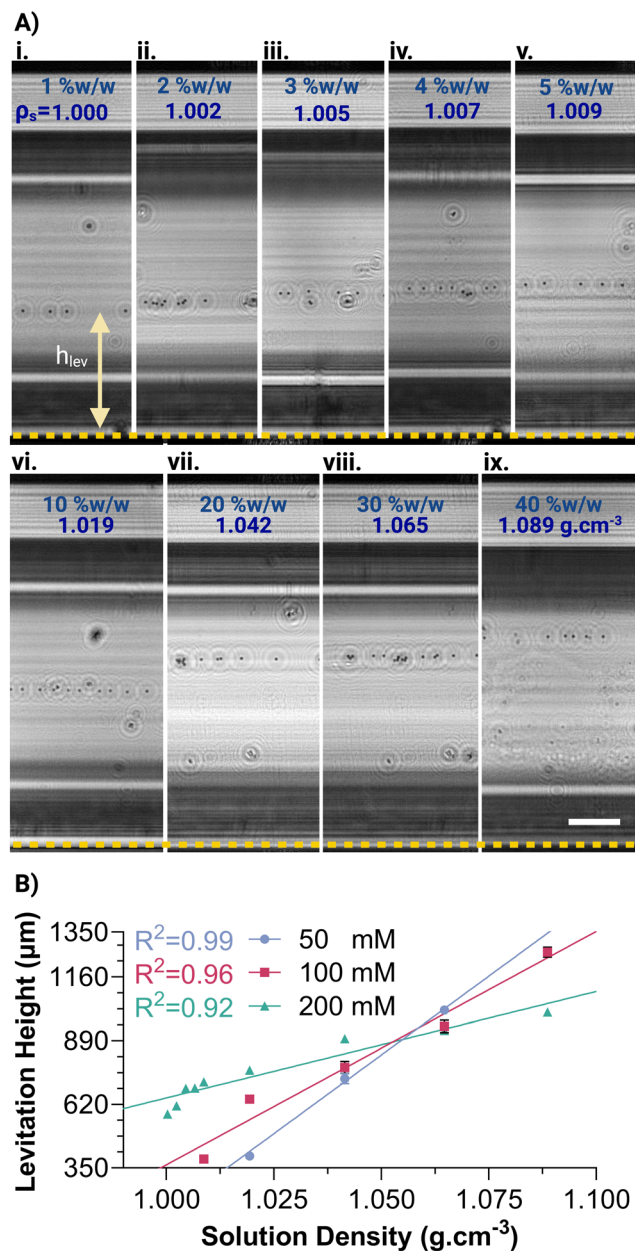 A)
i. ii. iii. iv. v.
1 %w/w 2 %w/w 3 %w/w 4 %w/w 5 %w/w
ρs=1.000 1.002 1.005 1.007 1.009
hlev
vi. vii. viii. ix.
10 %w/w 20 %w/w 30 %w/w 40 %w/w
1.019 1.042 1.065 1.089 g.cm⁻³
B)
R²=0.99 50 mM
R²=0.96 100 mM
R²=0.92 200 mM
Levitation Height (μm)
1350
1160
890
620
350
1.000 1.025 1.050 1.075 1.100
Solution Density (g.cm⁻³)